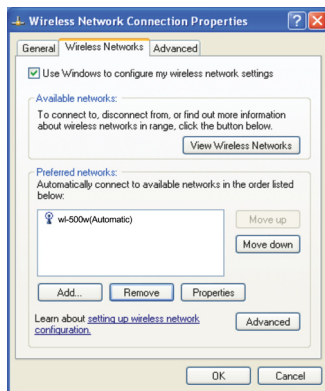 Wireless Network Connection Properties
General Wireless Networks Advanced
Use Windows to configure my wireless network settings
Available networks:
To connect to, disconnect from, or find out more information
about wireless networks in range, click the button below.
View Wireless Networks
Preferred networks:
Automatically connect to available networks in the order listed
below:
wl-500w(Automatic)
Move up
Move down
Add... Remove Properties
Learn about setting up wireless network
configuration.
Advanced
OK Cancel